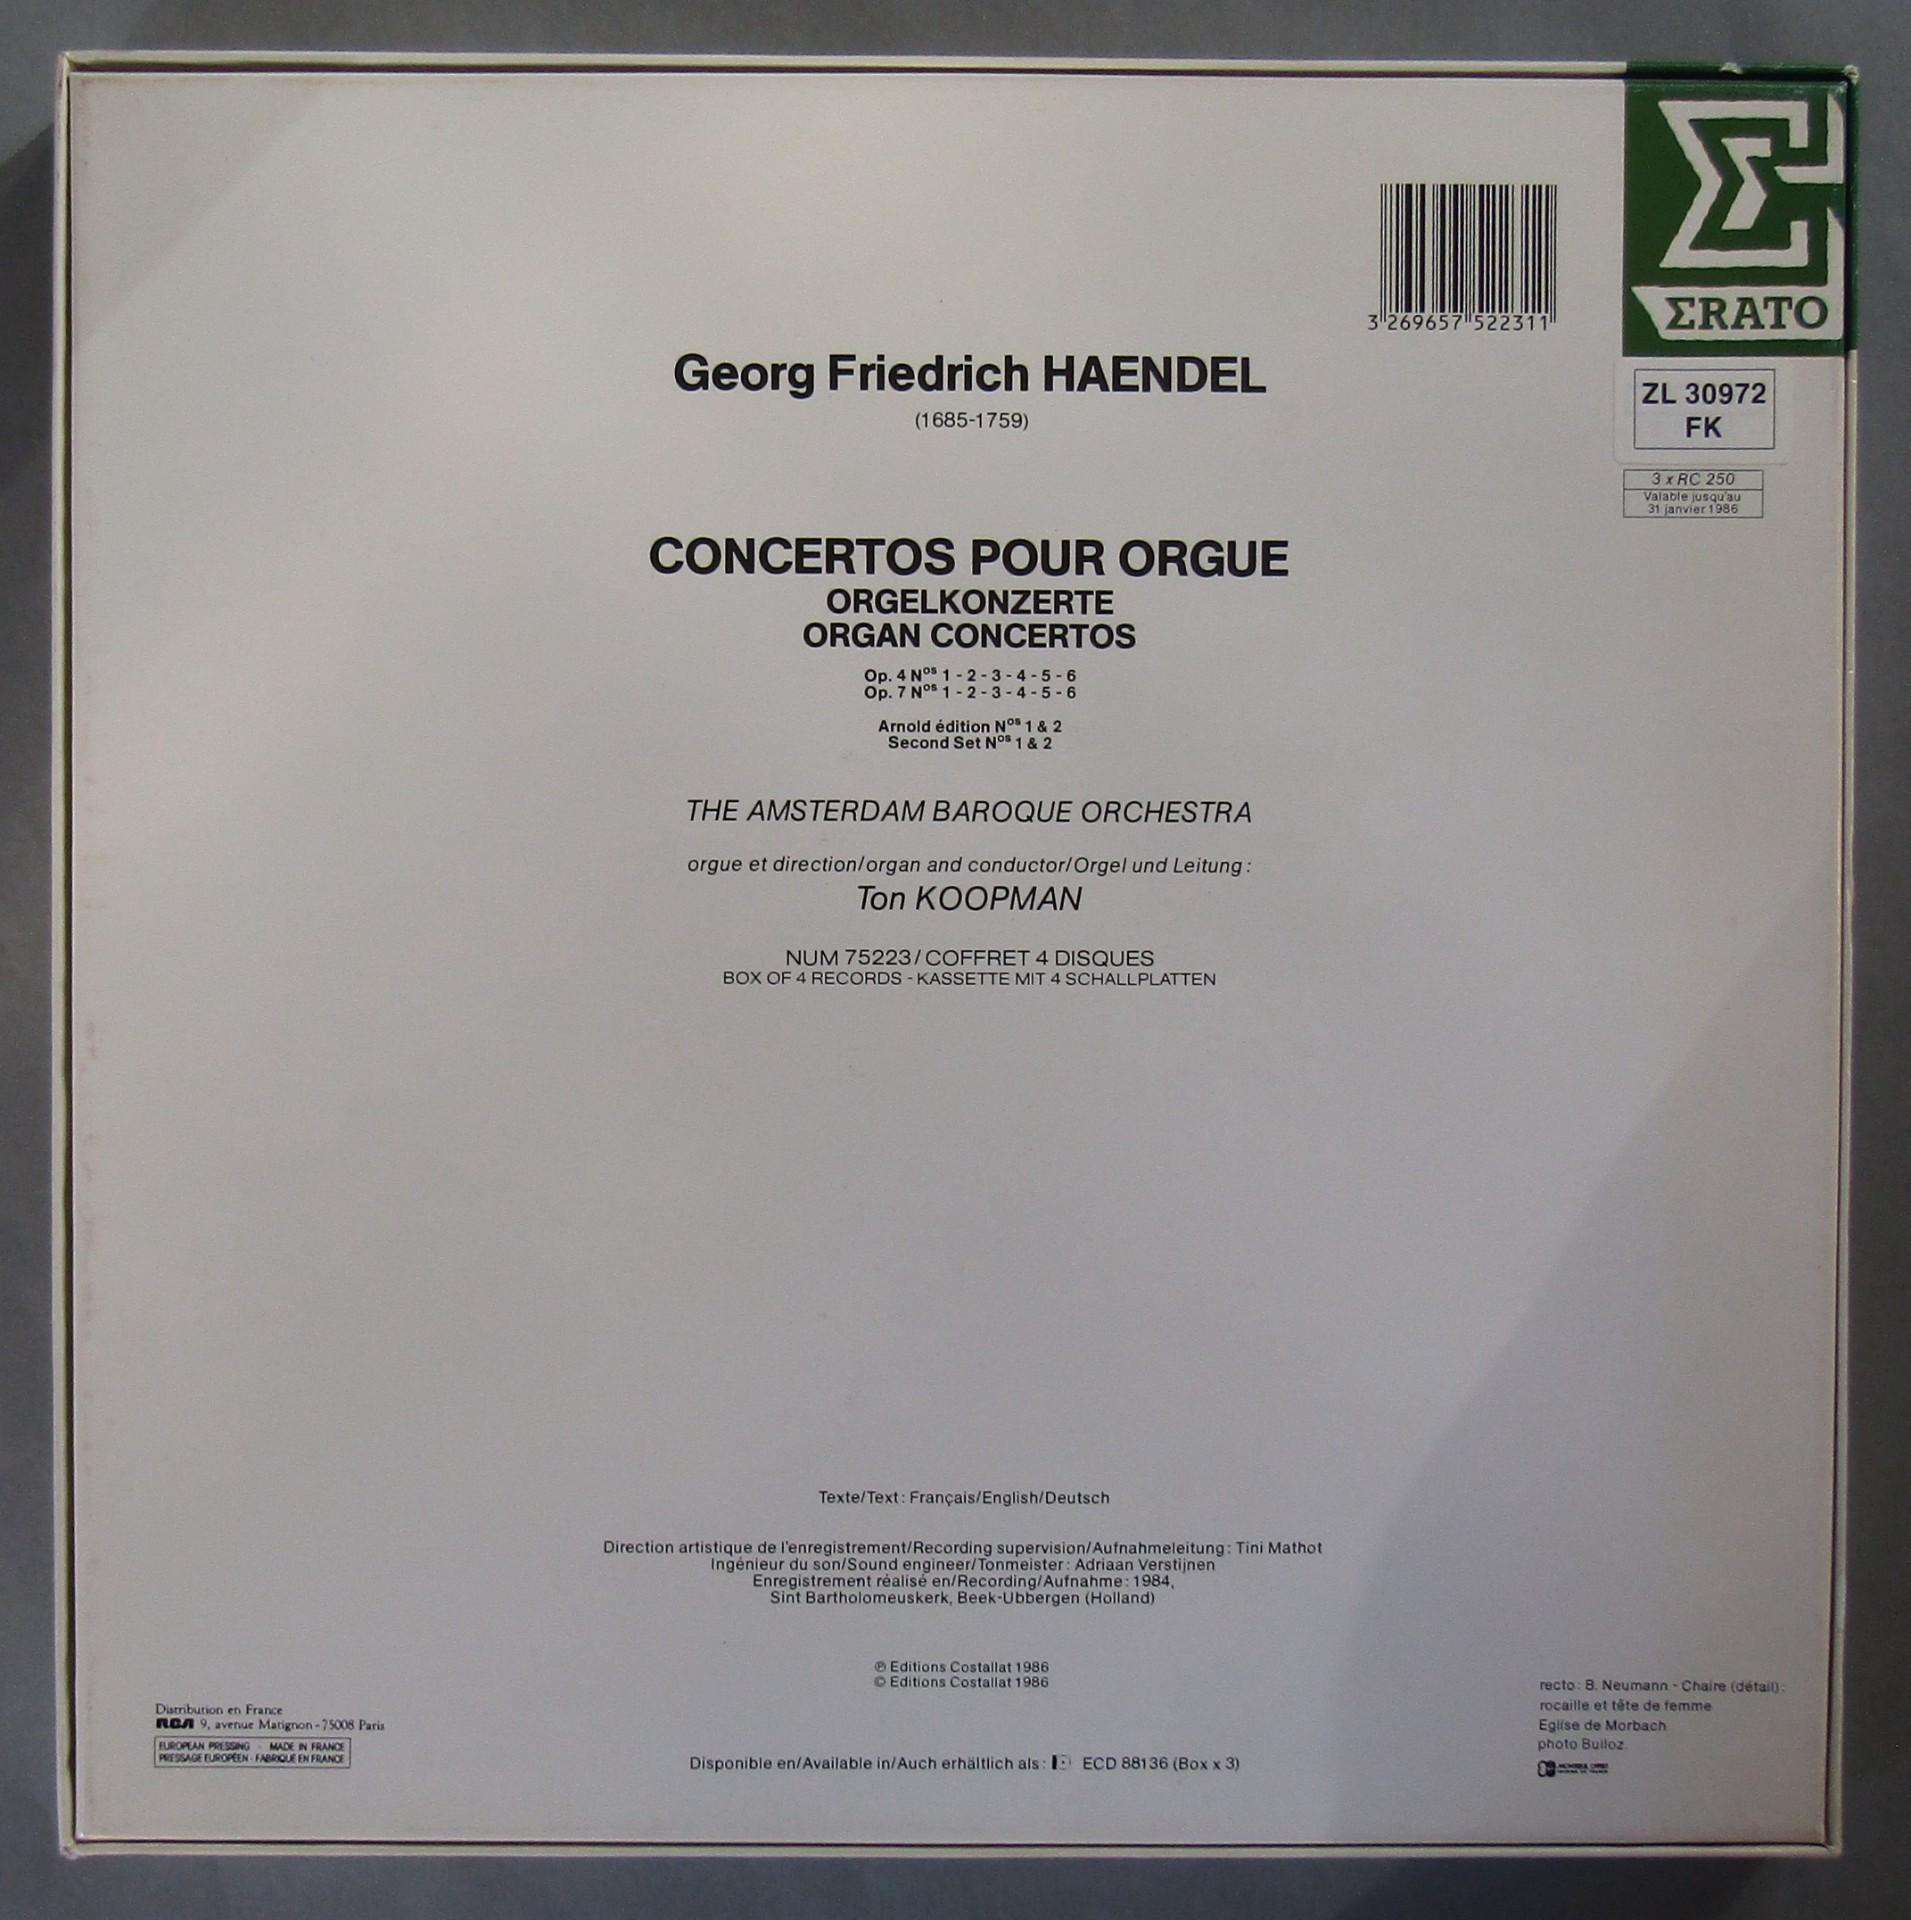 3 269657 522311
ΣRATO
ZL 30972
FK
3 x RC 250
Valable jusqu'au
31 janvier 1986
Georg Friedrich HAENDEL
(1685-1759)
CONCERTOS POUR ORGUE
ORGELKONZERTE
ORGAN CONCERTOS
Op. 4 Nos 1 - 2 - 3 - 4 - 5 - 6
Op. 7 Nos 1 - 2 - 3 - 4 - 5 - 6
Arnold édition Nos 1 & 2
Second Set Nos 1 & 2
THE AMSTERDAM BAROQUE ORCHESTRA
orgue et direction/organ and conductor/Orgel und Leitung :
Ton KOOPMAN
NUM 75223 / COFFRET 4 DISQUES
BOX OF 4 RECORDS - KASSETTE MIT 4 SCHALLPLATTEN
Texte/Text : Français/English/Deutsch
Direction artistique de l'enregistrement/Recording supervision/Aufnahmeleitung : Tini Mathot
Ingénieur du son/Sound engineer/Tonmeister : Adriaan Verstijnen
Enregistrement réalisé en/Recording/Aufnahme : 1984,
Sint Bartholomeuskerk, Beek-Ubbergen (Holland)
℗ Editions Costallat 1986
© Editions Costallat 1986
Distribution en France
RCA 9, avenue Matignon - 75008 Paris
EUROPEAN PRESSING - MADE IN FRANCE
PRESSAGE EUROPÉEN - FABRIQUE EN FRANCE
Disponible en/Available in/Auch erhältlich als : ECD 88136 (Box x 3)
recto : B. Neumann - Chaire (détail) :
rocaille et tête de femme
Eglise de Morbach
photo Bulloz.